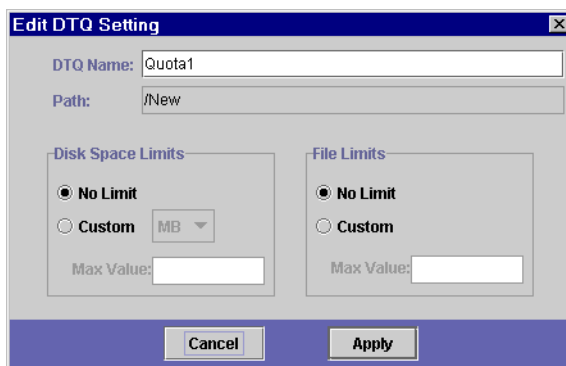 Edit DTQ Setting
DTQ Name: Quota1
Path: /New
Disk Space Limits
No Limit
Custom MB
Max Value:
File Limits
No Limit
Custom
Max Value:
Cancel Apply